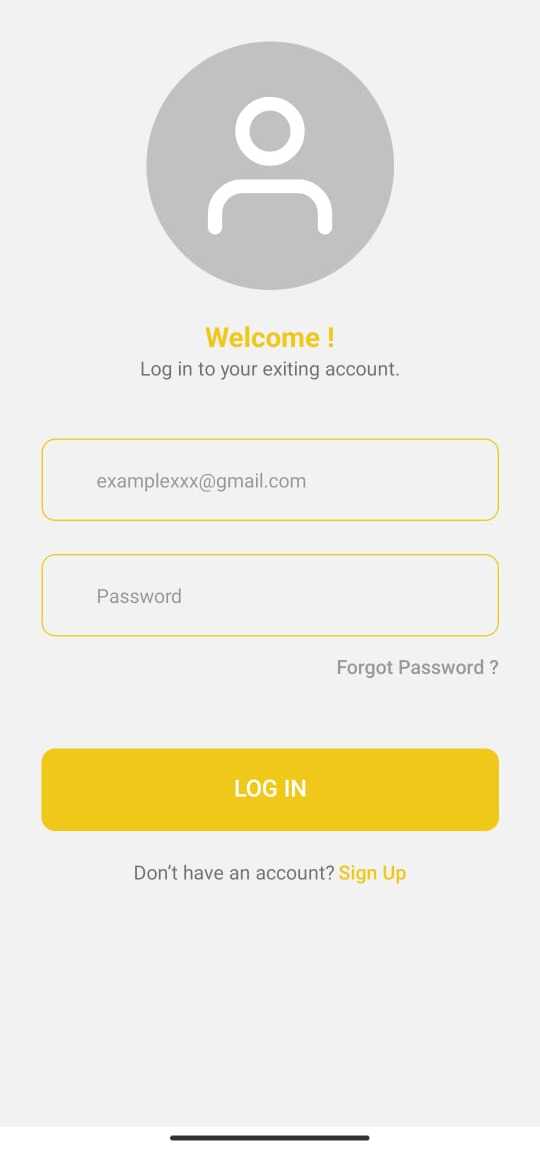 Welcome !
Log in to your exiting account.
examplexxx@gmail.com
Password
Forgot Password ?
LOG IN
Don't have an account? Sign Up